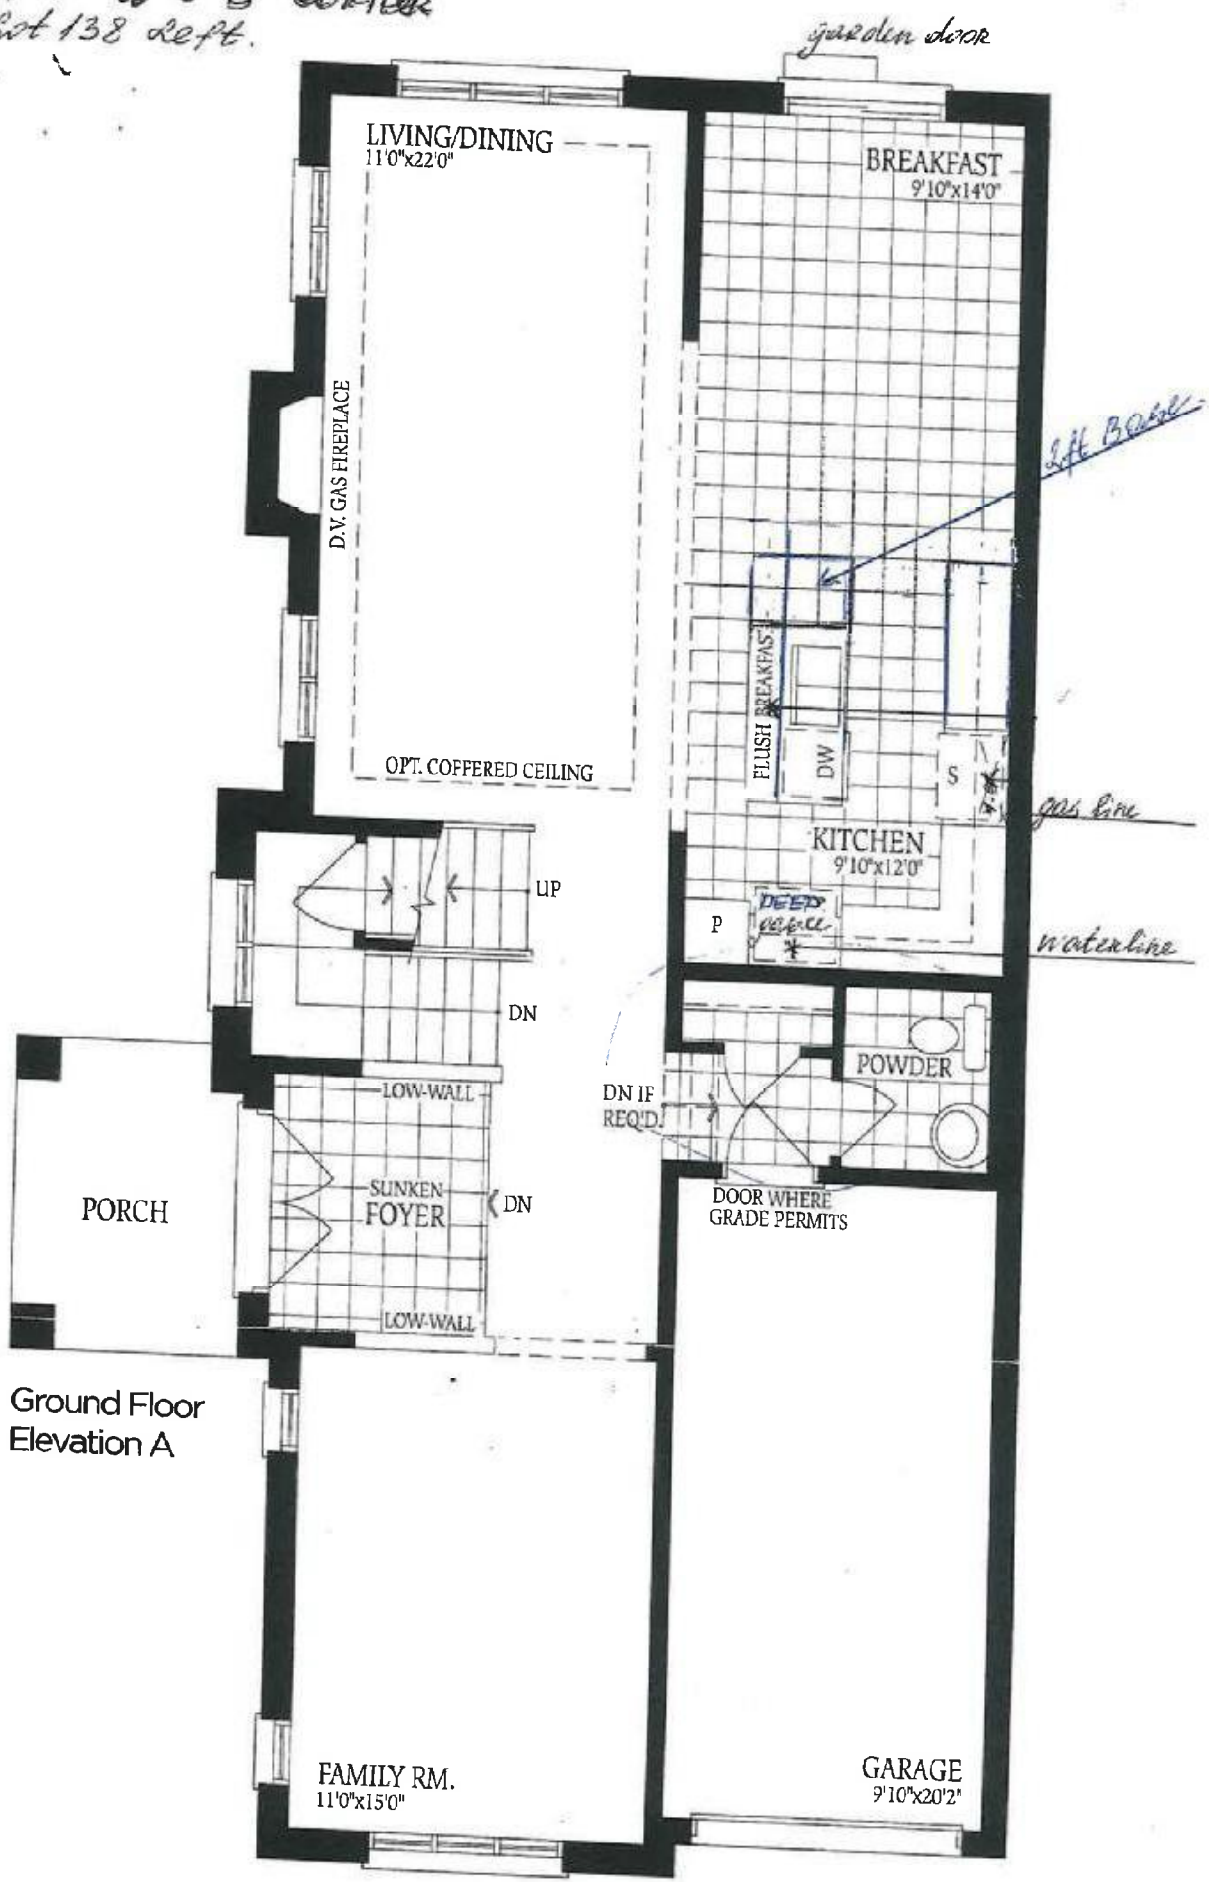 Lot 138 Left.
garden door
LIVING/DINING
11'0"x22'0"
BREAKFAST
9'10"x14'0"
D.V. GAS FIREPLACE
2ft
FLUSH BREAKFAST
DW
S
OPT. COFFERED CEILING
gas line
KITCHEN
9'10"x12'0"
UP
P
DEEP
waterline
DN
POWDER
LOW-WALL
DN IF
REQ'D.
SUNKEN
FOYER
DN
PORCH
DOOR WHERE
GRADE PERMITS
LOW-WALL
Ground Floor
Elevation A
FAMILY RM.
11'0"x15'0"
GARAGE
9'10"x20'2"